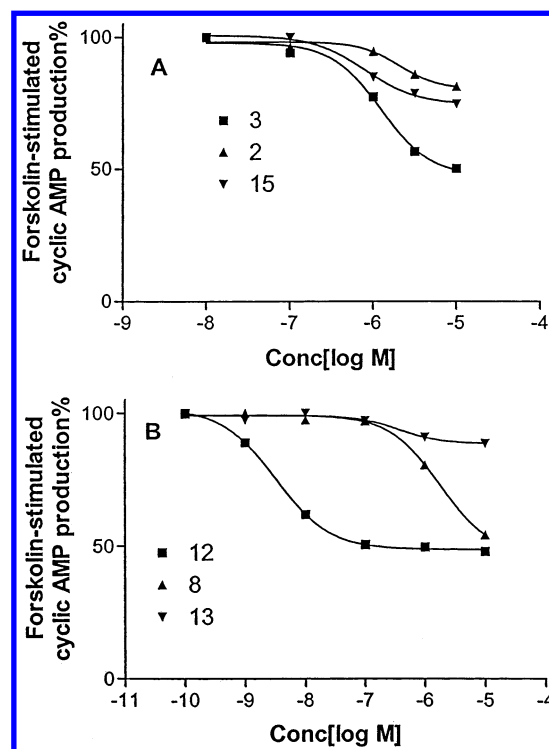 Forskolin-stimulated
cyclic AMP production%
100
50
0
A
■ 3
▲ 2
▼ 15
-9 -8 -7 -6 -5 -4
Conc[log M]
Forskolin-stimulated
cyclic AMP production%
100
50
0
B
■ 12
▲ 8
▼ 13
-11 -10 -9 -8 -7 -6 -5 -4
Conc[log M]